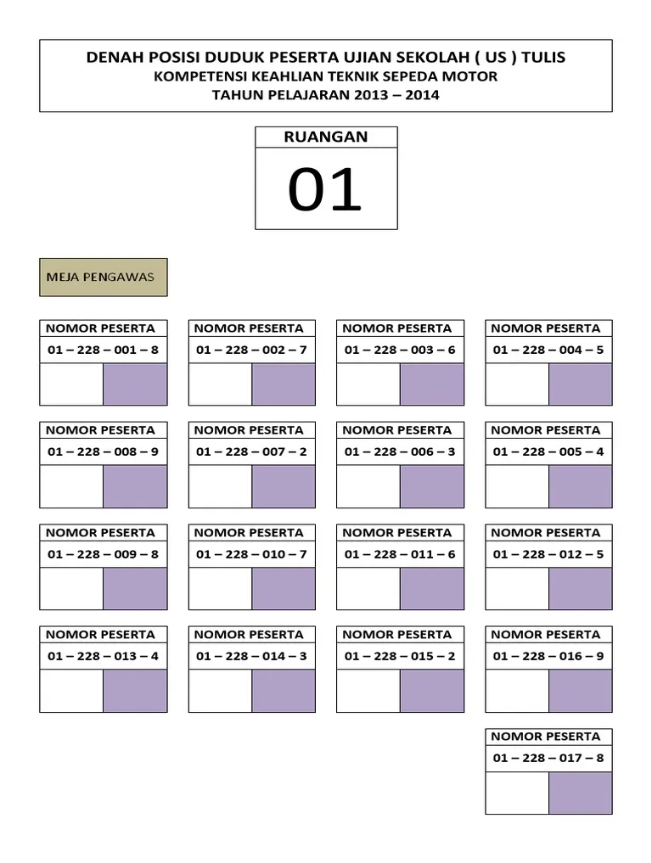 DENAH POSISI DUDUK PESERTA UJIAN SEKOLAH ( US ) TULIS
KOMPETENSI KEAHLIAN TEKNIK SEPEDA MOTOR
TAHUN PELAJARAN 2013 – 2014
RUANGAN
01
MEJA PENGAWAS
NOMOR PESERTA NOMOR PESERTA NOMOR PESERTA NOMOR PESERTA
01 – 228 – 001 – 8 01 – 228 – 002 – 7 01 – 228 – 003 – 6 01 – 228 – 004 – 5
NOMOR PESERTA NOMOR PESERTA NOMOR PESERTA NOMOR PESERTA
01 – 228 – 008 – 9 01 – 228 – 007 – 2 01 – 228 – 006 – 3 01 – 228 – 005 – 4
NOMOR PESERTA NOMOR PESERTA NOMOR PESERTA NOMOR PESERTA
01 – 228 – 009 – 8 01 – 228 – 010 – 7 01 – 228 – 011 – 6 01 – 228 – 012 – 5
NOMOR PESERTA NOMOR PESERTA NOMOR PESERTA NOMOR PESERTA
01 – 228 – 013 – 4 01 – 228 – 014 – 3 01 – 228 – 015 – 2 01 – 228 – 016 – 9
NOMOR PESERTA
01 – 228 – 017 – 8